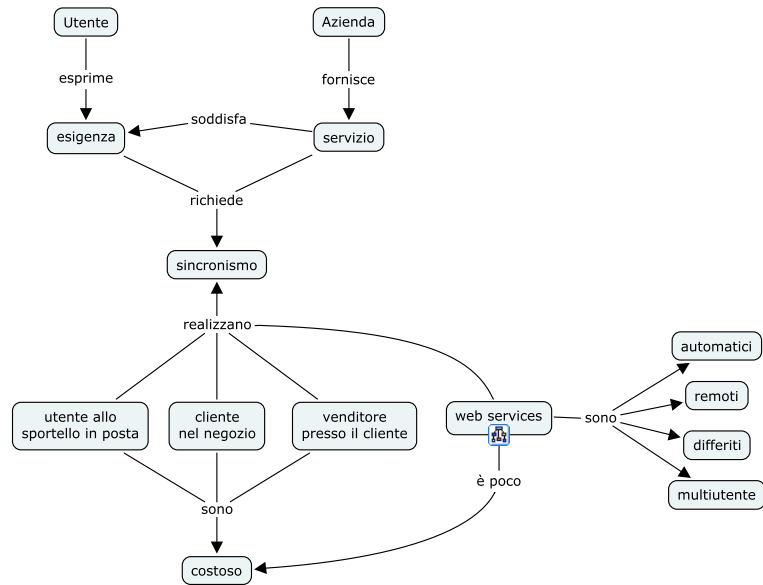 Utente
Azienda
esprime
fornisce
soddisfa
esigenza
servizio
richiede
sincronismo
realizzano
automatici
remoti
utente allo
sportello in posta
cliente
nel negozio
venditore
presso il cliente
web services
sono
differiti
multiutente
è poco
sono
costoso